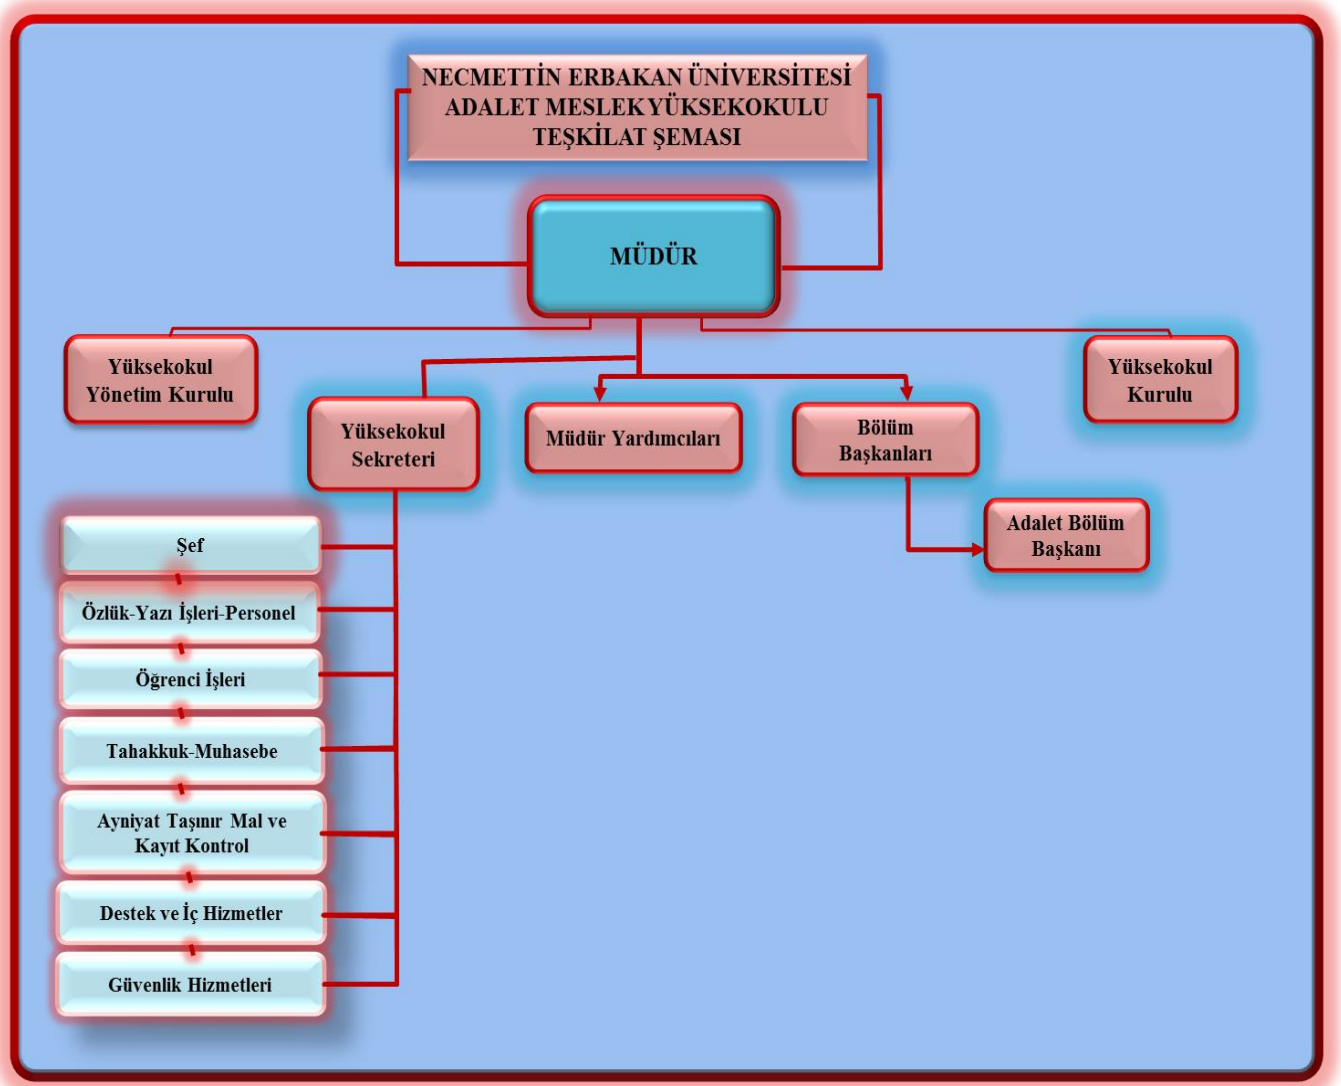 NECMETTİN ERBAKAN ÜNİVERSİTESİ
ADALET MESLEK YÜKSEKOKULU
TEŞKİLAT ŞEMASI
MÜDÜR
Yüksekokul
Yönetim Kurulu
Yüksekokul
Kurulu
Yüksekokul
Sekreteri
Müdür Yardımcıları
Bölüm
Başkanları
Adalet Bölüm
Başkanı
Şef
Özlük-Yazı İşleri-Personel
Öğrenci İşleri
Tahakkuk-Muhasebe
Ayniyat Taşınır Mal ve
Kayıt Kontrol
Destek ve İç Hizmetler
Güvenlik Hizmetleri